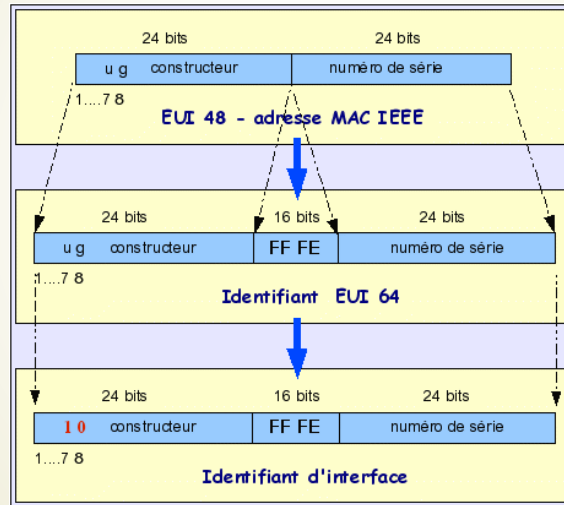 24 bits 24 bits
u g constructeur numéro de série
1....7 8
EUI 48 - adresse MAC IEEE
24 bits 16 bits 24 bits
u g constructeur FF FE numéro de série
1....7 8
Identifiant EUI 64
24 bits 16 bits 24 bits
1 0 constructeur FF FE numéro de série
1....7 8
Identifiant d'interface